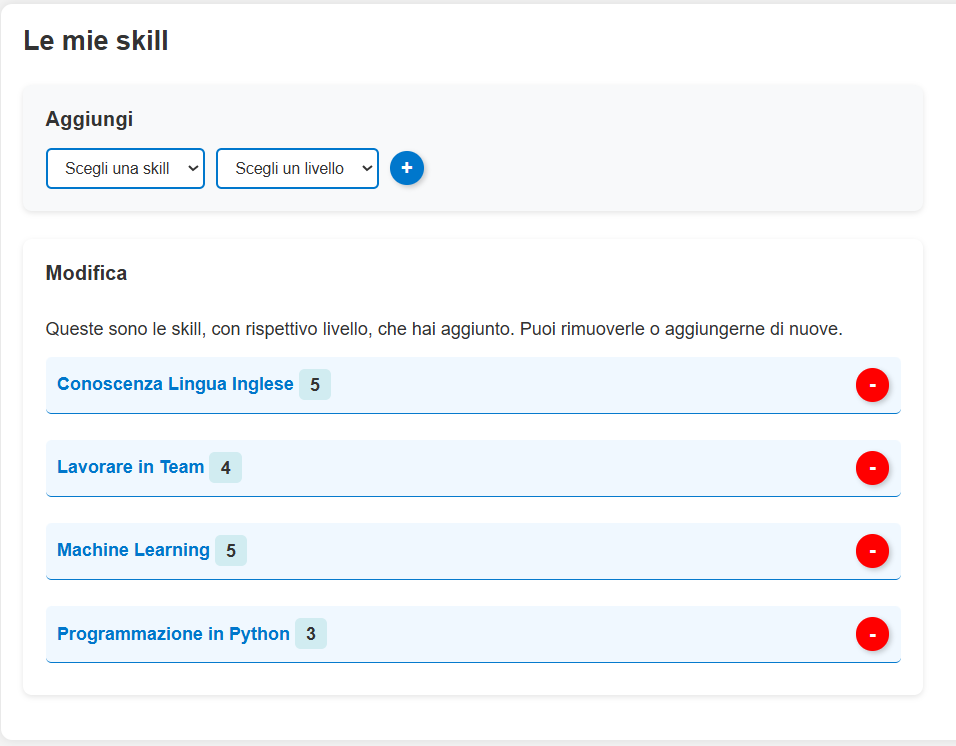 Le mie skill
Aggiungi
Scegli una skill Scegli un livello +
Modifica
Queste sono le skill, con rispettivo livello, che hai aggiunto. Puoi rimuoverle o aggiungerne di nuove.
Conoscenza Lingua Inglese 5 -
Lavorare in Team 4 -
Machine Learning 5 -
Programmazione in Python 3 -